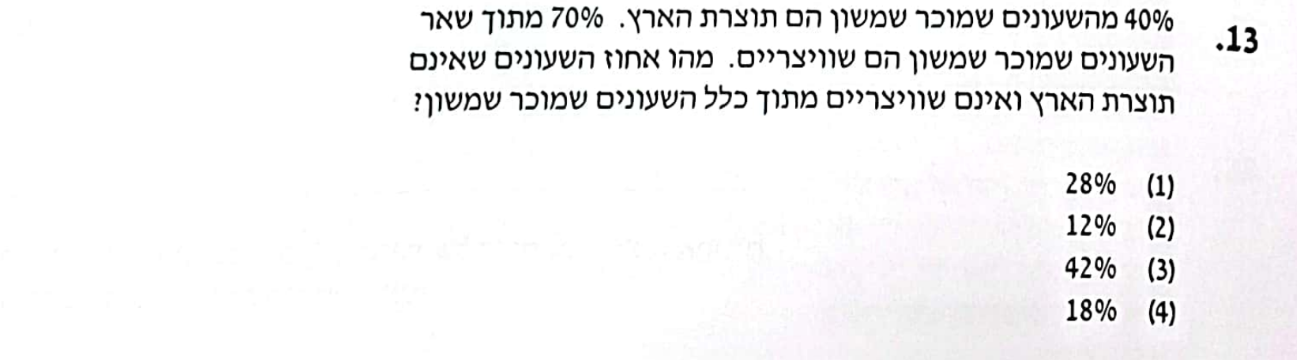 13. 40% מהשעונים שמוכר שמשון הם תוצרת הארץ. 70% מתוך שאר
השעונים שמוכר שמשון הם שוויצריים. מהו אחוז השעונים שאינם
תוצרת הארץ ואינם שוויצריים מתוך כלל השעונים שמוכר שמשון?
(1) 28%
(2) 12%
(3) 42%
(4) 18%